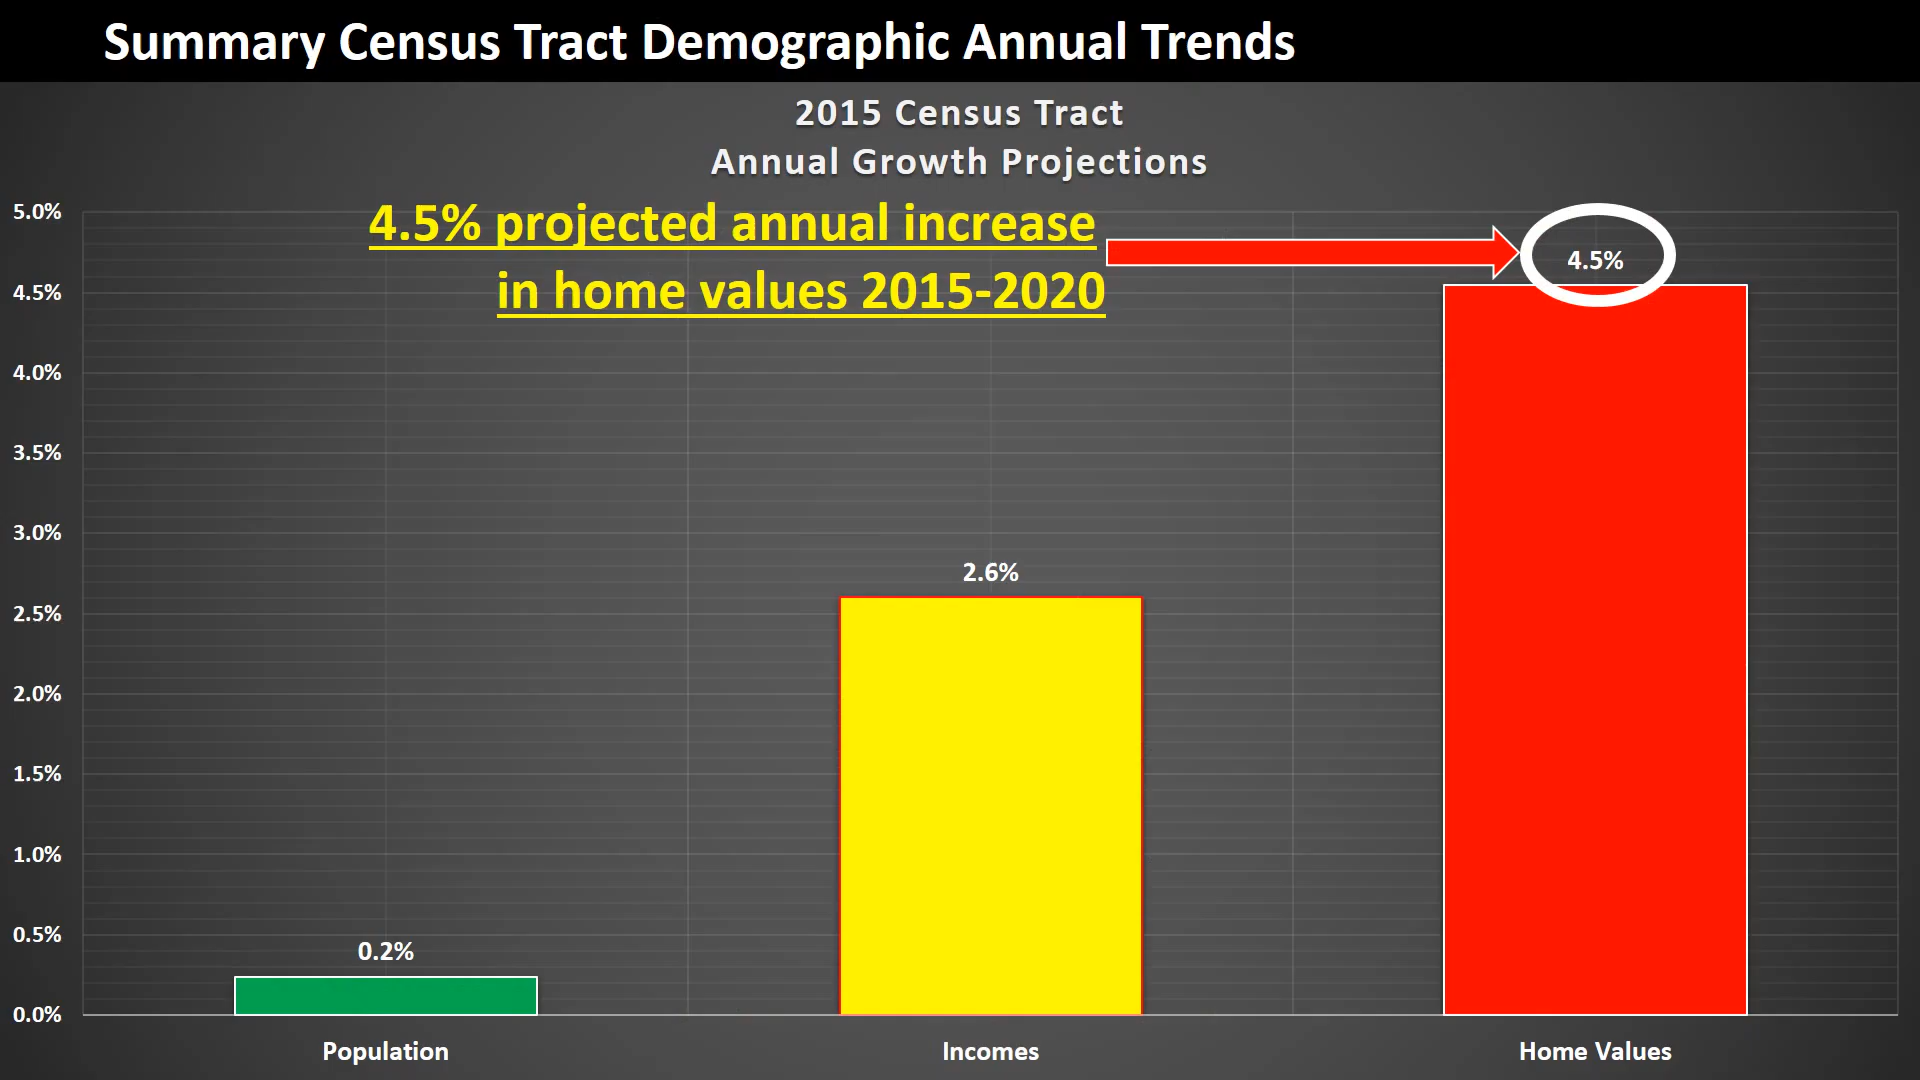 Summary Census Tract Demographic Annual Trends
2015 Census Tract
Annual Growth Projections
4.5% projected annual increase
in home values 2015-2020
5.0%
4.5%
4.0%
3.5%
3.0%
2.5%
2.0%
1.5%
1.0%
0.5%
0.0%
0.2%
2.6%
4.5%
Population
Incomes
Home Values